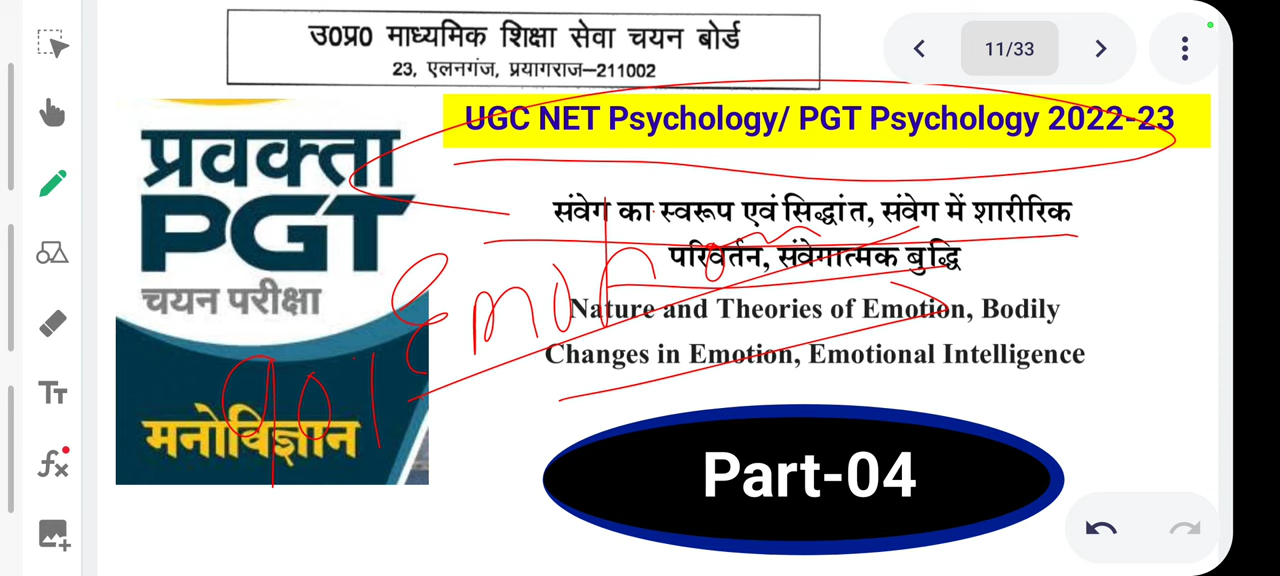 उ0प्र0 माध्यमिक शिक्षा सेवा चयन बोर्ड
23, एलनगंज, प्रयागराज–211002
11/33
UGC NET Psychology/ PGT Psychology 2022-23
प्रवक्ता
PGT
चयन परीक्षा
मनोविज्ञान
संवेग का स्वरूप एवं सिद्धांत, संवेग में शारीरिक
परिवर्तन, संवेगात्मक बुद्धि
Nature and Theories of Emotion, Bodily
Changes in Emotion, Emotional Intelligence
Part-04
Tт
fx